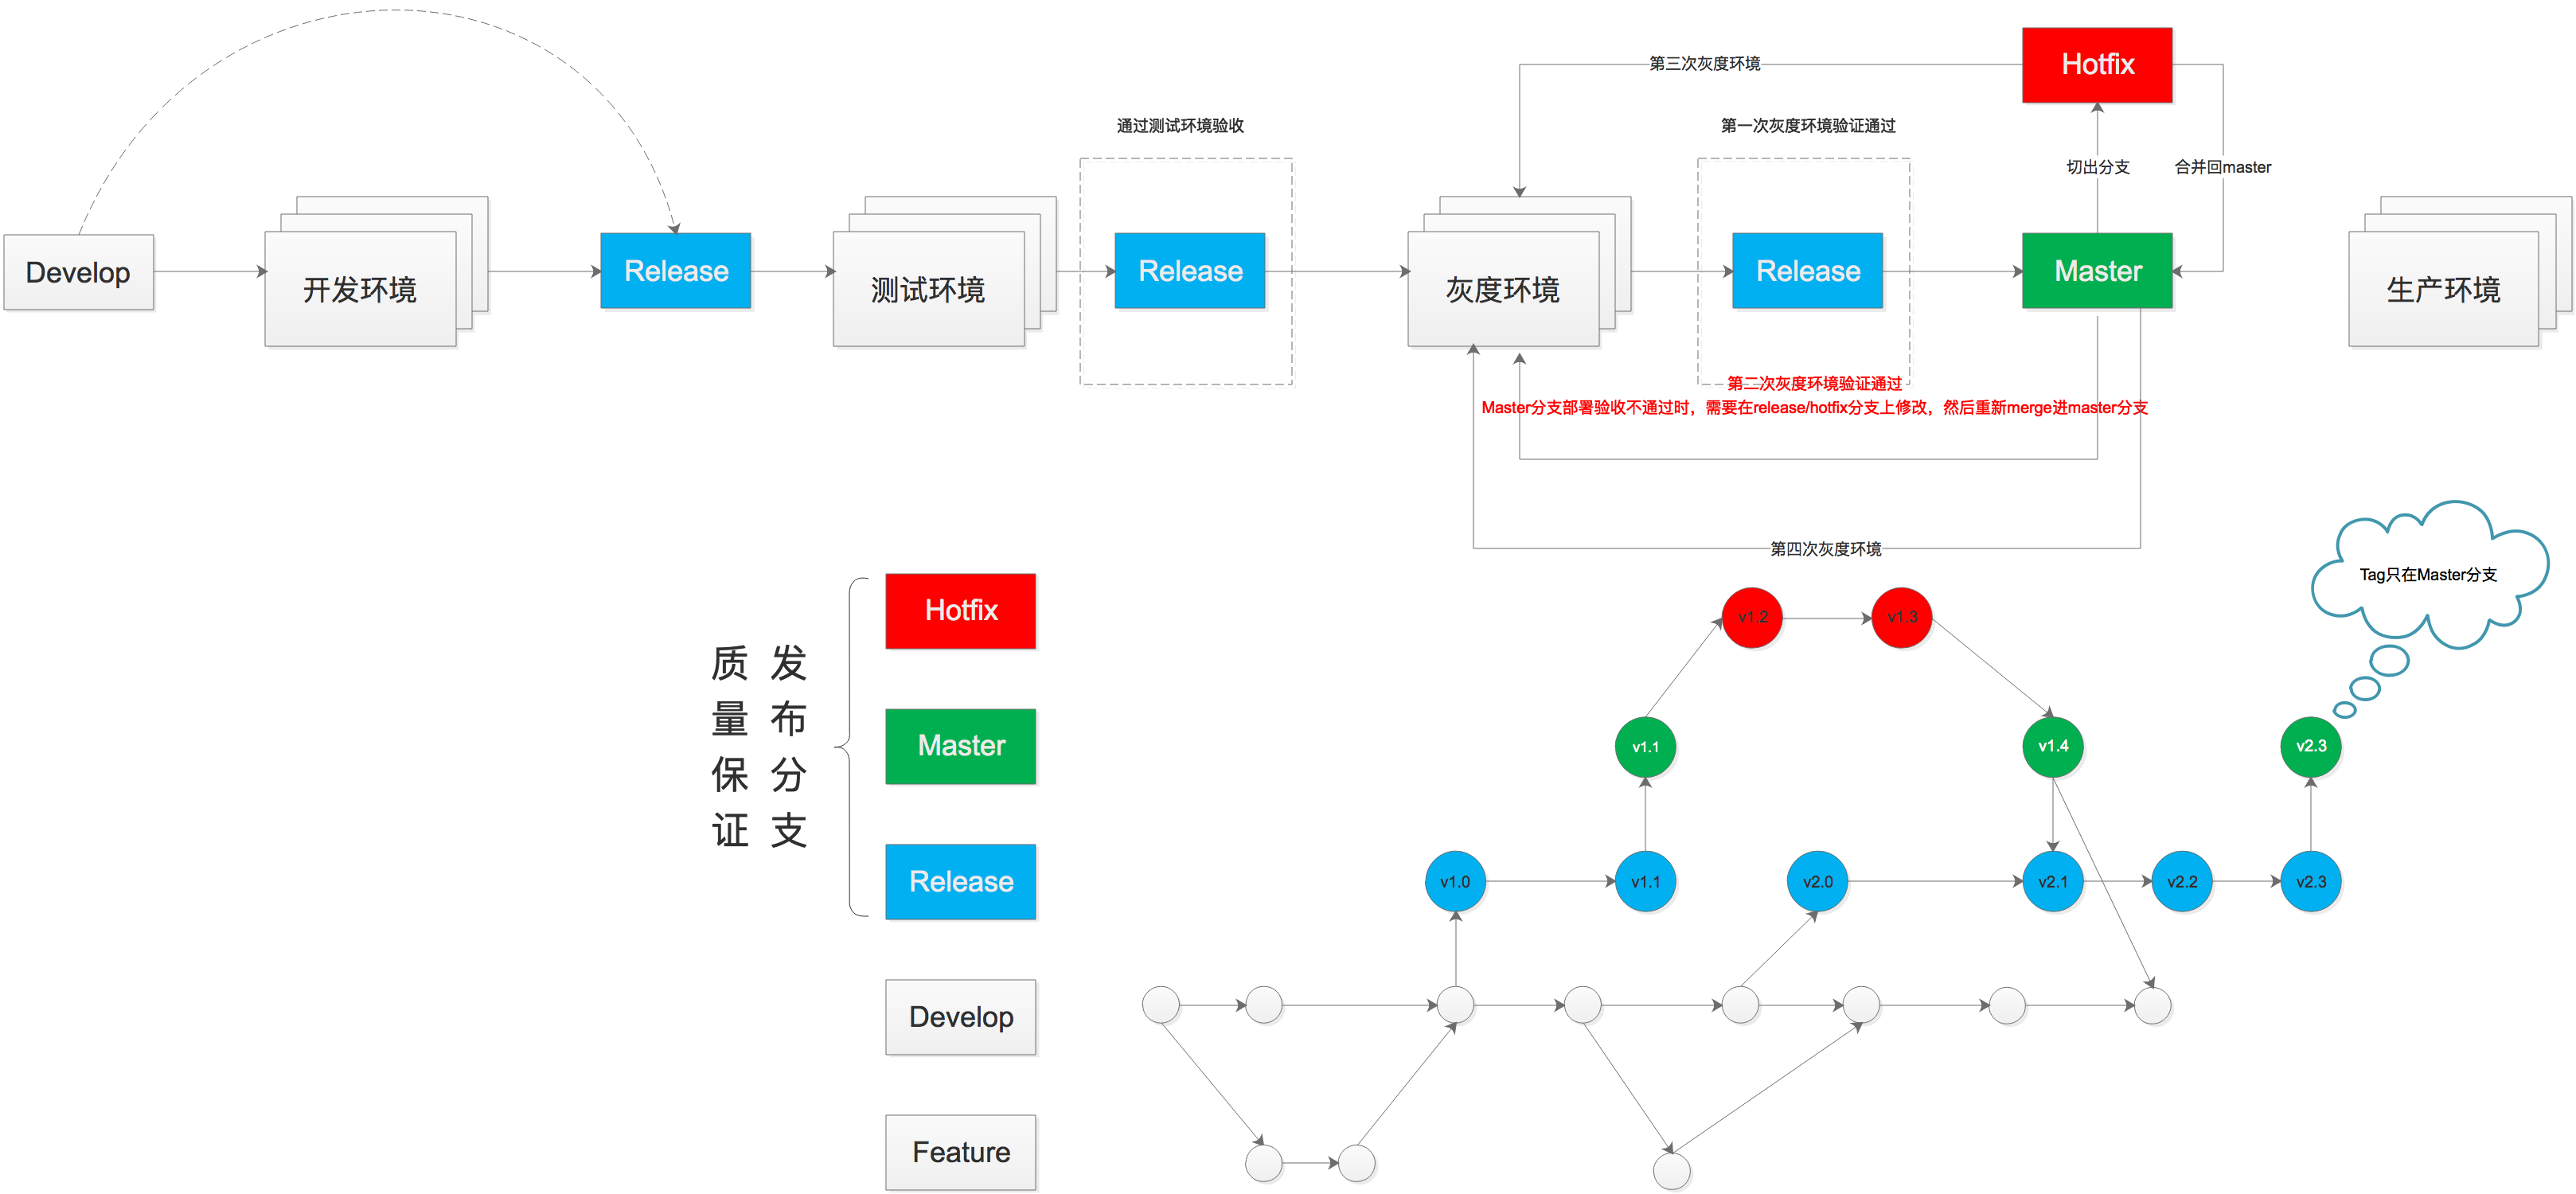 Hotfix
第三次灰度环境
通过测试环境验收
第一次灰度环境验证通过
切出分支
合并回master
Develop
开发环境
Release
测试环境
Release
灰度环境
Release
Master
生产环境
第二次灰度环境验证通过
Master分支部署验收不通过时，需要在release/hotfix分支上修改，然后重新merge进master分支
第四次灰度环境
Tag只在Master分支
质量保证
发布分支
Hotfix
v1.2
v1.3
Master
v1.1
v1.4
v2.3
Release
v1.0
v1.1
v2.0
v2.1
v2.2
v2.3
Develop
Feature